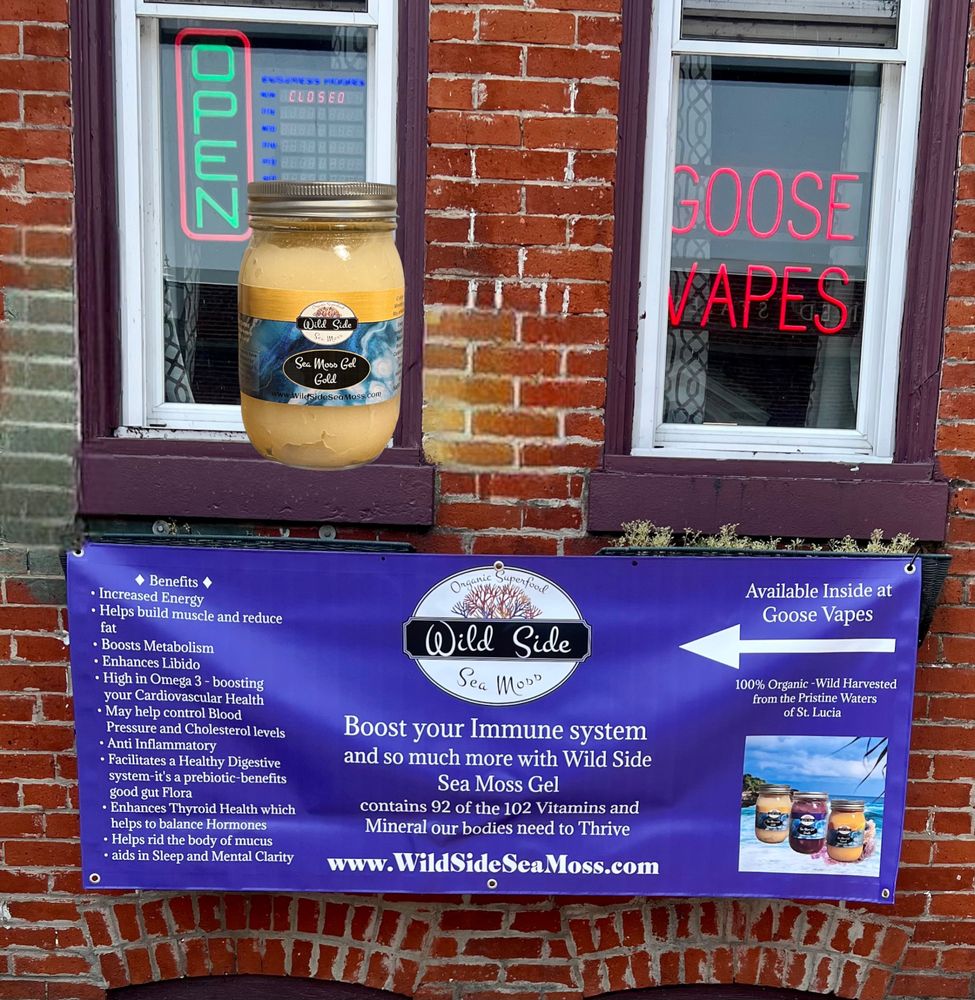 OPEN
BUSINESS HOURS
CLOSED
GOOSE
VAPES
Wild Side
Sea Moss
Sea Moss Gel
Gold
www.WildSideSeaMoss.com
♦ Benefits ♦
• Increased Energy
• Helps build muscle and reduce
fat
• Boosts Metabolism
• Enhances Libido
• High in Omega 3 - boosting
your Cardiovascular Health
• May help control Blood
Pressure and Cholesterol levels
• Anti Inflammatory
• Facilitates a Healthy Digestive
system-it's a prebiotic-benefits
good gut Flora
• Enhances Thyroid Health which
helps to balance Hormones
• Helps rid the body of mucus
• aids in Sleep and Mental Clarity
Organic Superfood
Wild Side
Sea Moss
Boost your Immune system
and so much more with Wild Side
Sea Moss Gel
contains 92 of the 102 Vitamins and
Mineral our bodies need to Thrive
www.WildSideSeaMoss.com
Available Inside at
Goose Vapes
100% Organic -Wild Harvested
from the Pristine Waters
of St. Lucia